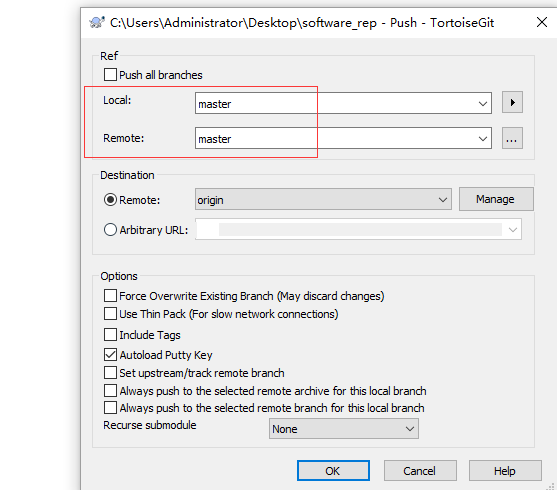 C:\Users\Administrator\Desktop\software_rep - Push - TortoiseGit
Ref
Push all branches
Local:
master
Remote:
master
...
Destination
Remote:
origin
Manage
Arbitrary URL:
Options
Force Overwrite Existing Branch (May discard changes)
Use Thin Pack (For slow network connections)
Include Tags
Autoload Putty Key
Set upstream/track remote branch
Always push to the selected remote archive for this local branch
Always push to the selected remote branch for this local branch
Recurse submodule
None
OK
Cancel
Help